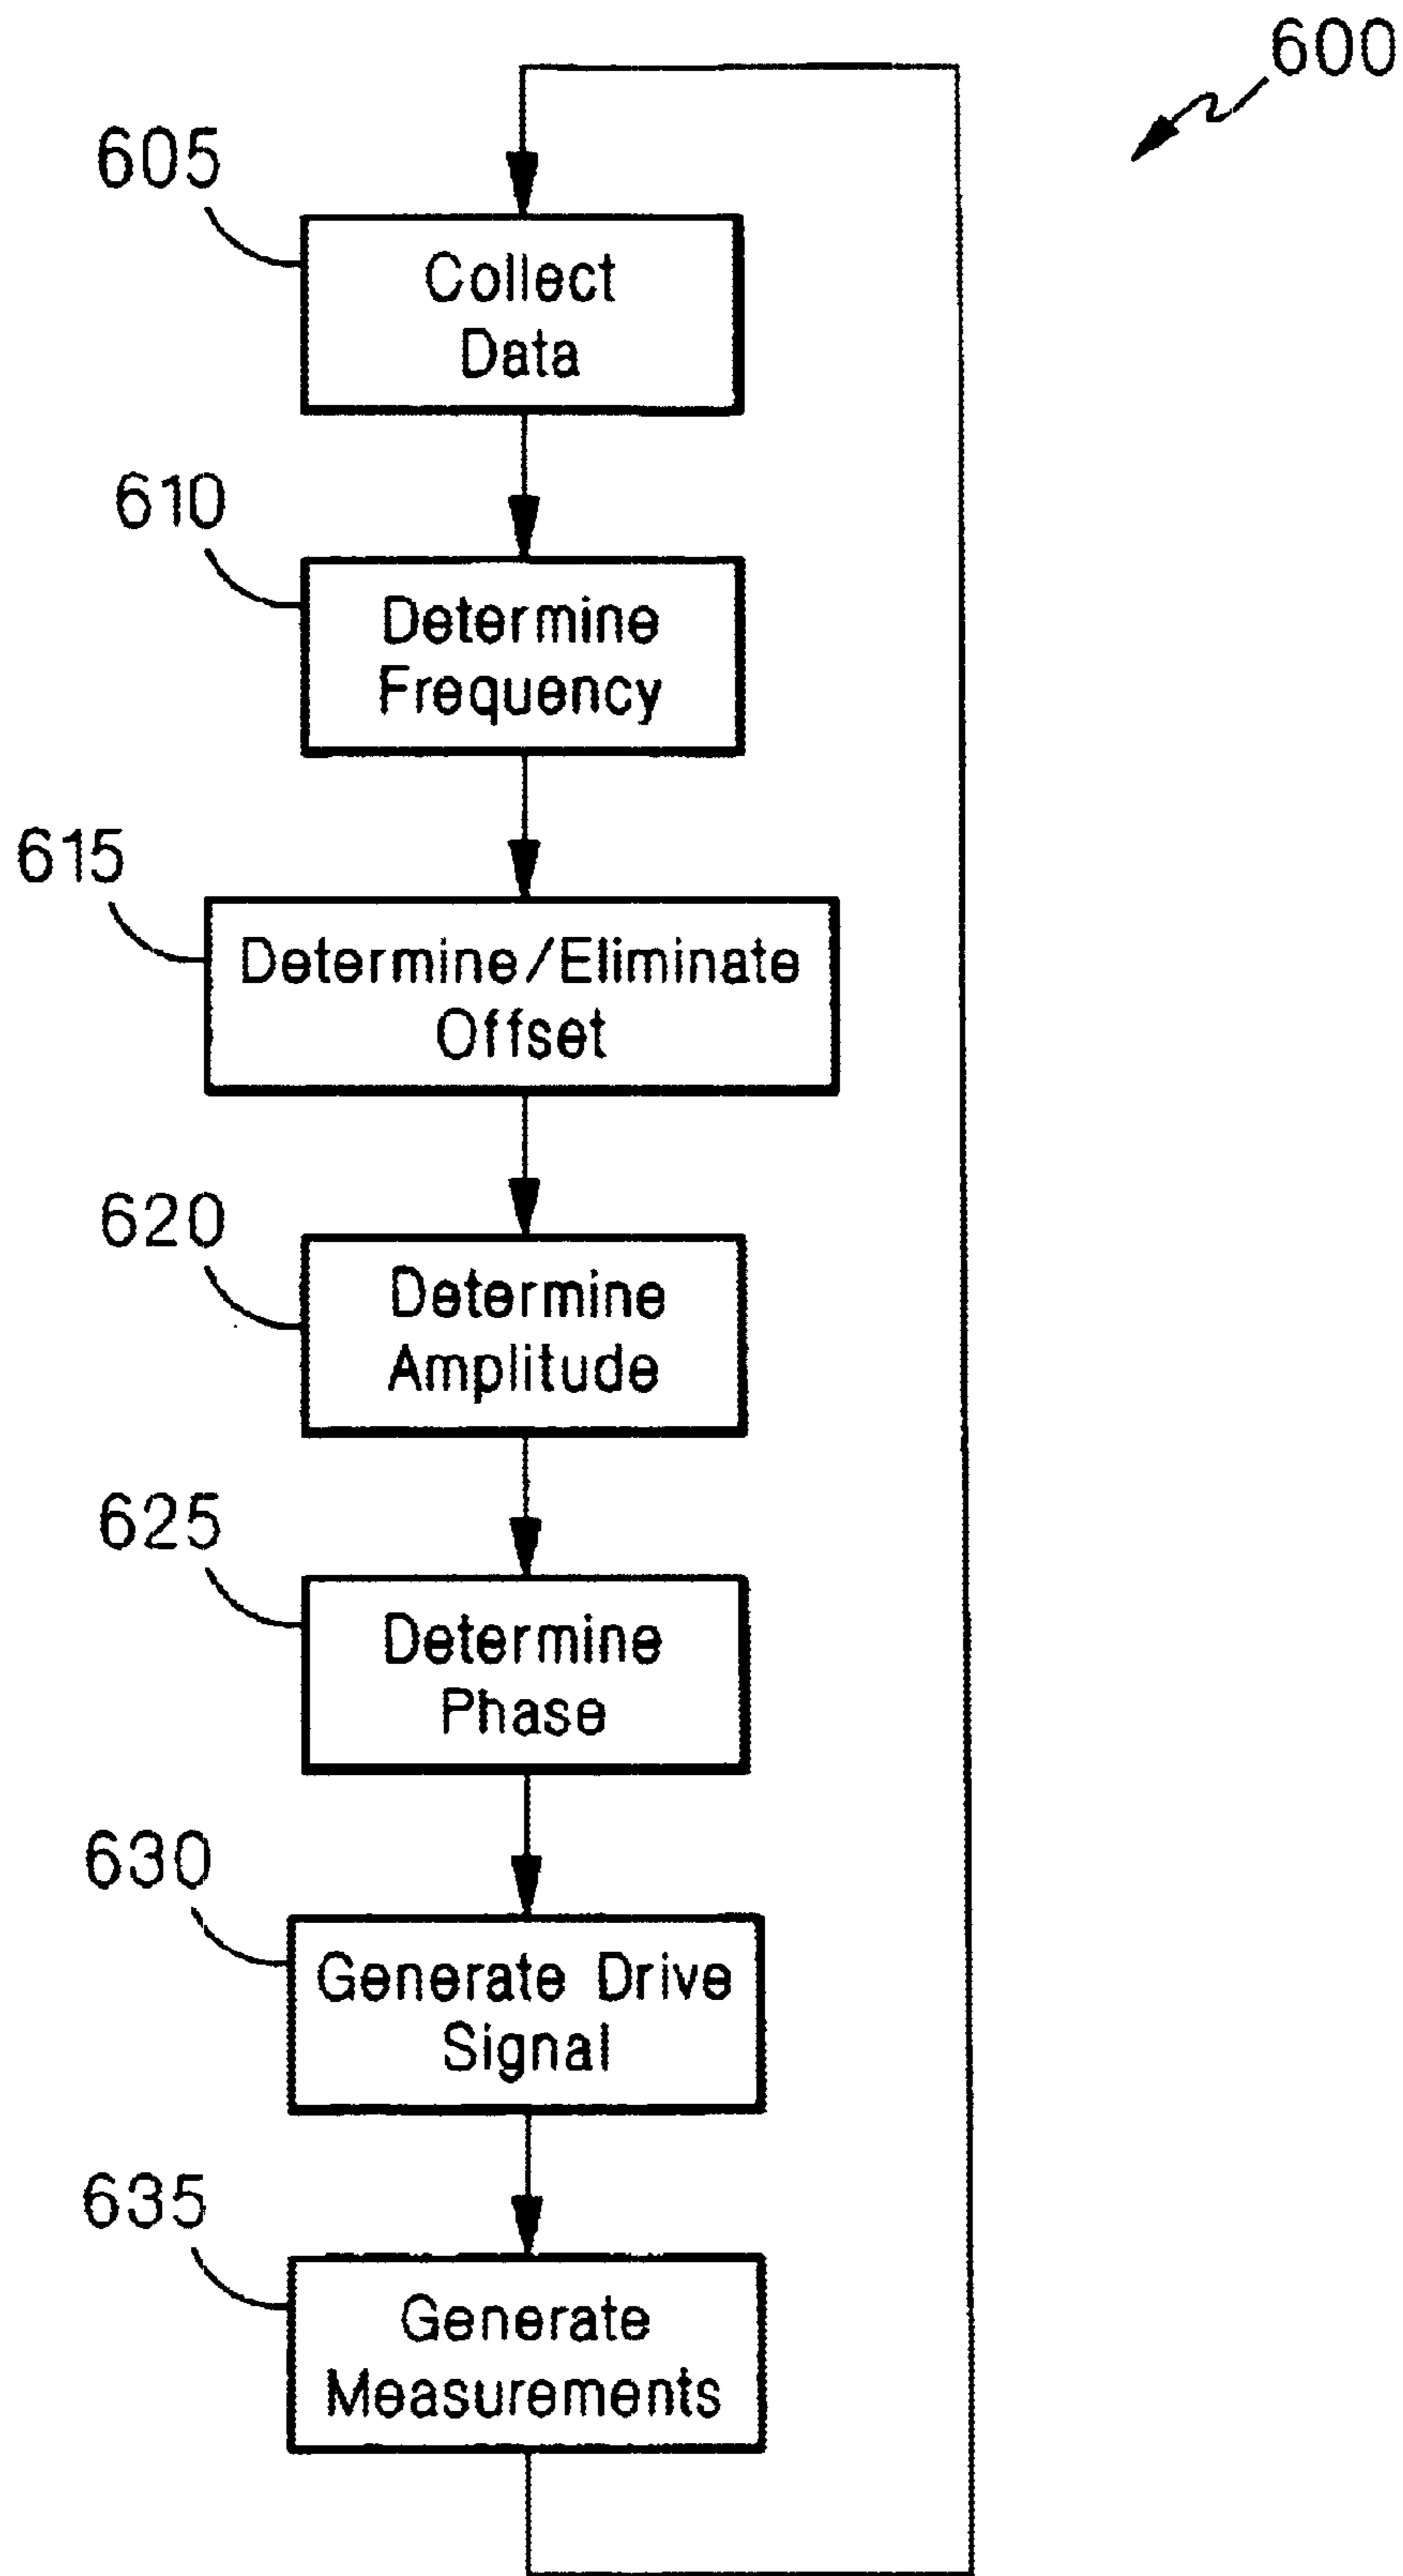 600
605
Collect
Data
610
Determine
Frequency
615
Determine/Eliminate
Offset
620
Determine
Amplitude
625
Determine
Phase
630
Generate Drive
Signal
635
Generate
Measurements